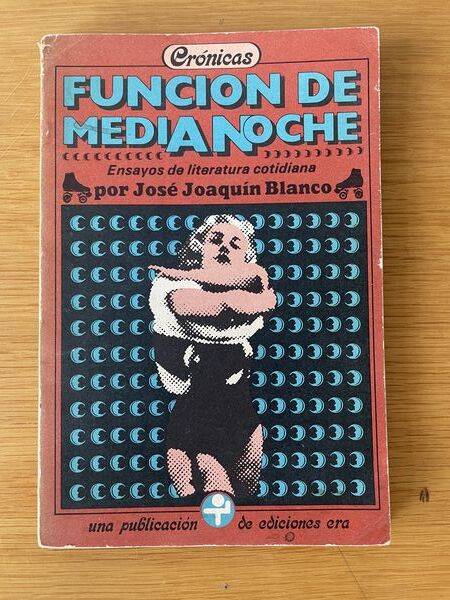 Crónicas
FUNCION DE
MEDIANOCHE
Ensayos de literatura cotidiana
por José Joaquín Blanco
una publicación de ediciones era